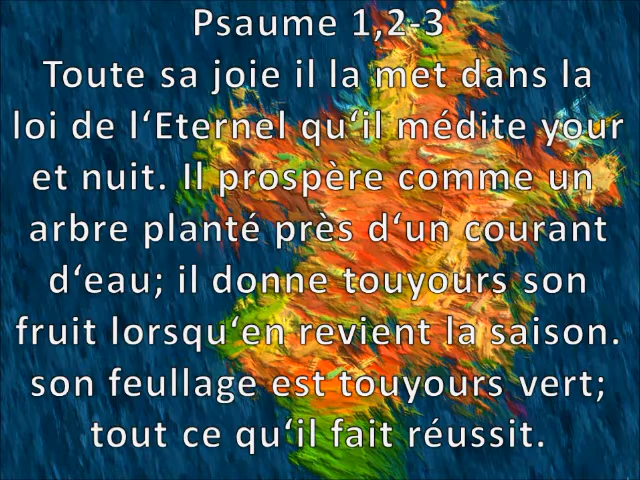 Psaume 1,2-3
Toute sa joie il la met dans la
loi de l‘Eternel qu‘il médite your
et nuit. Il prospère comme un
arbre planté près d‘un courant
d‘eau; il donne touyours son
fruit lorsqu‘en revient la saison.
son feullage est touyours vert;
tout ce qu‘il fait réussit.